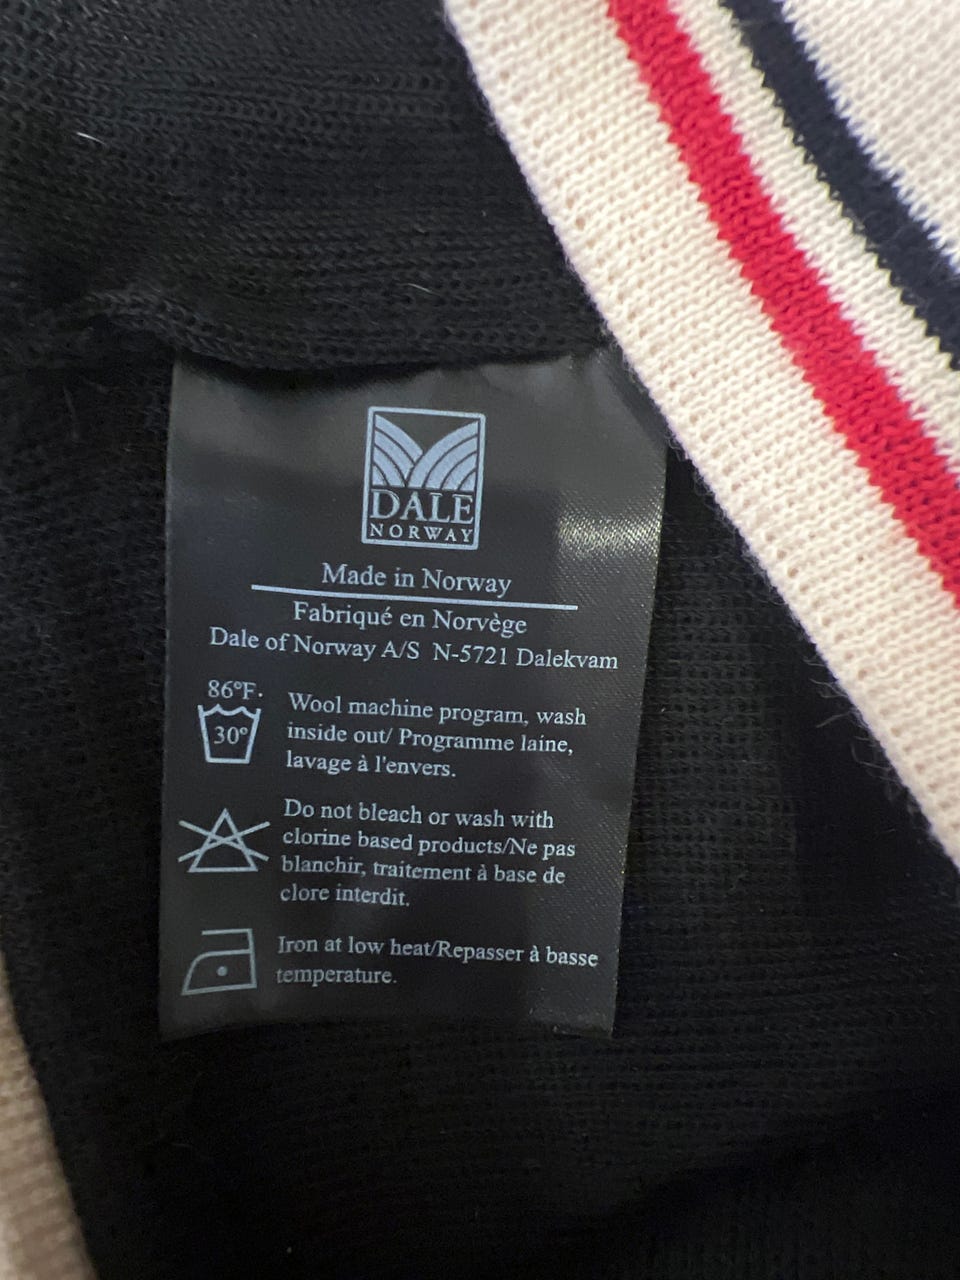 DALE
NORWAY
Made in Norway
Fabriqué en Norvège
Dale of Norway A/S N-5721 Dalekvam
86°F.
30°
Wool machine program, wash
inside out/ Programme laine,
lavage à l'envers.
Do not bleach or wash with
clorine based products/Ne pas
blanchir, traitement à base de
clore interdit.
Iron at low heat/Repasser à basse
temperature.